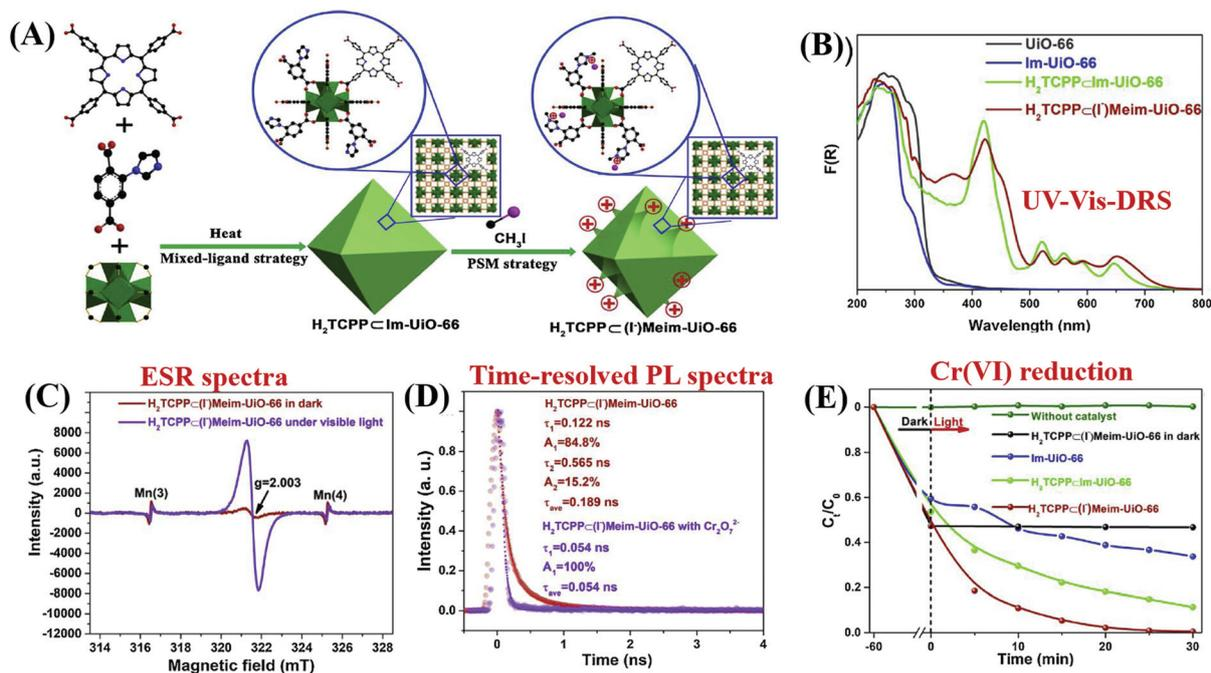 (A)
+
+
Heat
Mixed-ligand strategy
H₂TCPP⊂Im-UiO-66
CH₃I
PSM strategy
H₂TCPP⊂(I⁻)Meim-UiO-66
(B)
UiO-66
Im-UiO-66
H₂TCPP⊂Im-UiO-66
H₂TCPP⊂(I⁻)Meim-UiO-66
UV-Vis-DRS
F(R)
200 300 400 500 600 700 800
Wavelength (nm)
(C)
ESR spectra
H₂TCPP⊂(I⁻)Meim-UiO-66 in dark
H₂TCPP⊂(I⁻)Meim-UiO-66 under visible light
8000
6000
4000
2000
0
-2000
-4000
-6000
-8000
-10000
-12000
Intensity (a.u.)
Mn(3)
g=2.003
Mn(4)
314 316 318 320 322 324 326 328
Magnetic field (mT)
(D)
Time-resolved PL spectra
H₂TCPP⊂(I⁻)Meim-UiO-66
τ₁=0.122 ns
A₁=84.8%
τ₂=0.565 ns
A₂=15.2%
τave=0.189 ns
H₂TCPP⊂(I⁻)Meim-UiO-66 with Cr₂O₇²⁻
τ₁=0.054 ns
A₁=100%
τave=0.054 ns
1.0
0.8
0.6
0.4
0.2
0.0
Intensity (a. u.)
0 1 2 3 4
Time (ns)
(E)
Cr(VI) reduction
Without catalyst
Dark Light
H₂TCPP⊂(I⁻)Meim-UiO-66 in dark
Im-UiO-66
H₂TCPP⊂Im-UiO-66
H₂TCPP⊂(I⁻)Meim-UiO-66
0
0.8
0.6
0.4
0.2
0.0
Cₜ/C₀
-60 0 10 20 30
Time (min)